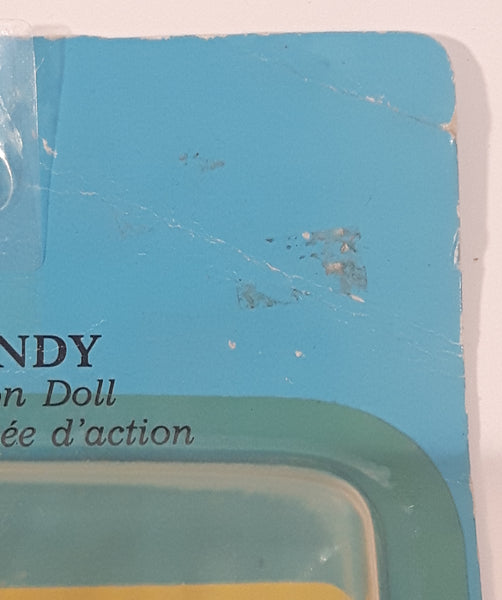 NDY
on Doll
ée d'action